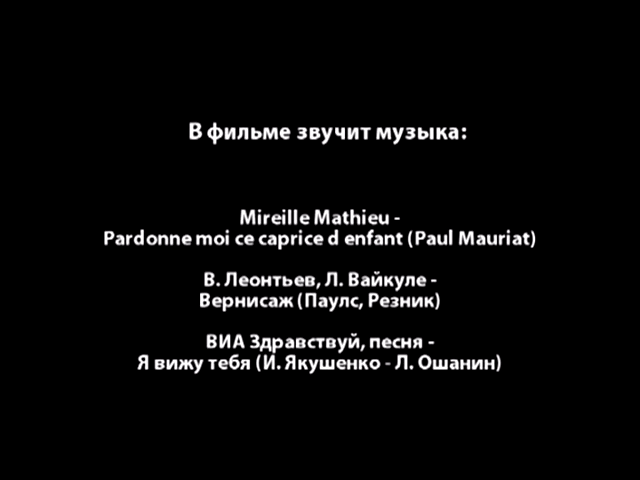 В фильме звучит музыка:
Mireille Mathieu -
Pardonne moi ce caprice d enfant (Paul Mauriat)
В. Леонтьев, Л. Вайкуле -
Вернисаж (Паулс, Резник)
ВИА Здравствуй, песня -
Я вижу тебя (И. Якушенко - Л. Ошанин)